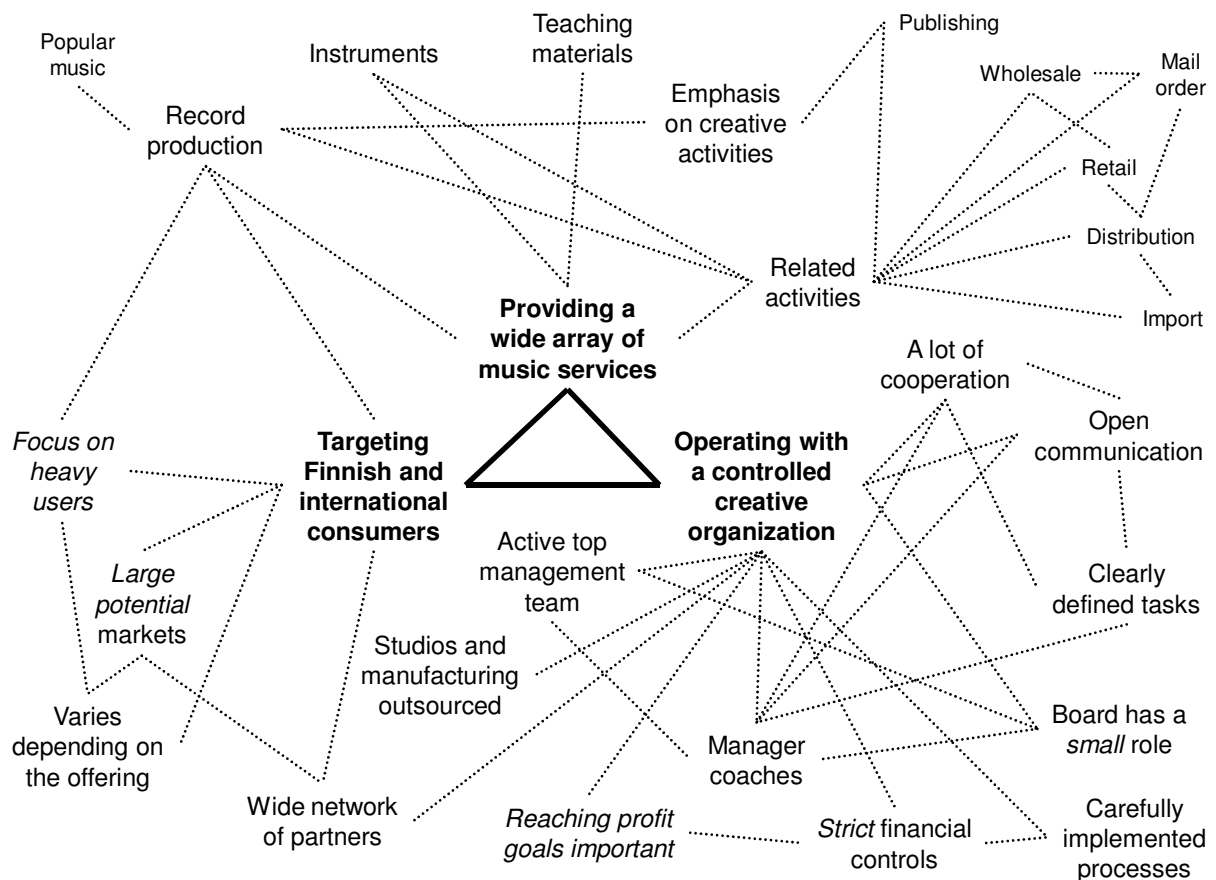 Popular
music
Instruments
Teaching
materials
Publishing
Wholesale
Mail
order
Record
production
Emphasis
on creative
activities
Retail
Distribution
Related
activities
Import
Providing a
wide array of
music services
A lot of
cooperation
Focus on
heavy
users
Targeting
Finnish and
international
consumers
Operating with
a controlled
creative
organization
Open
communication
Active top
management
team
Large
potential
markets
Clearly
defined tasks
Studios and
manufacturing
outsourced
Varies
depending on
the offering
Manager
coaches
Board has a
small role
Wide network
of partners
Reaching profit
goals important
Strict financial
controls
Carefully
implemented
processes